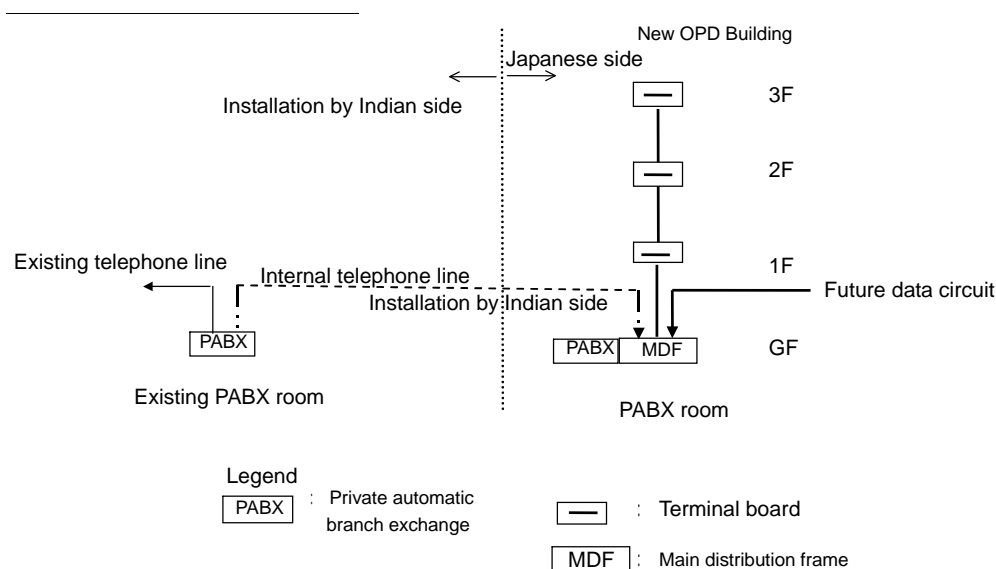 New OPD Building
Japanese side
Installation by Indian side
3F
2F
1F
Existing telephone line
Internal telephone line
Installation by Indian side
Future data circuit
PABX
PABX
MDF
GF
Existing PABX room
PABX room
Legend
PABX
: Private automatic
branch exchange
: Terminal board
MDF
: Main distribution frame